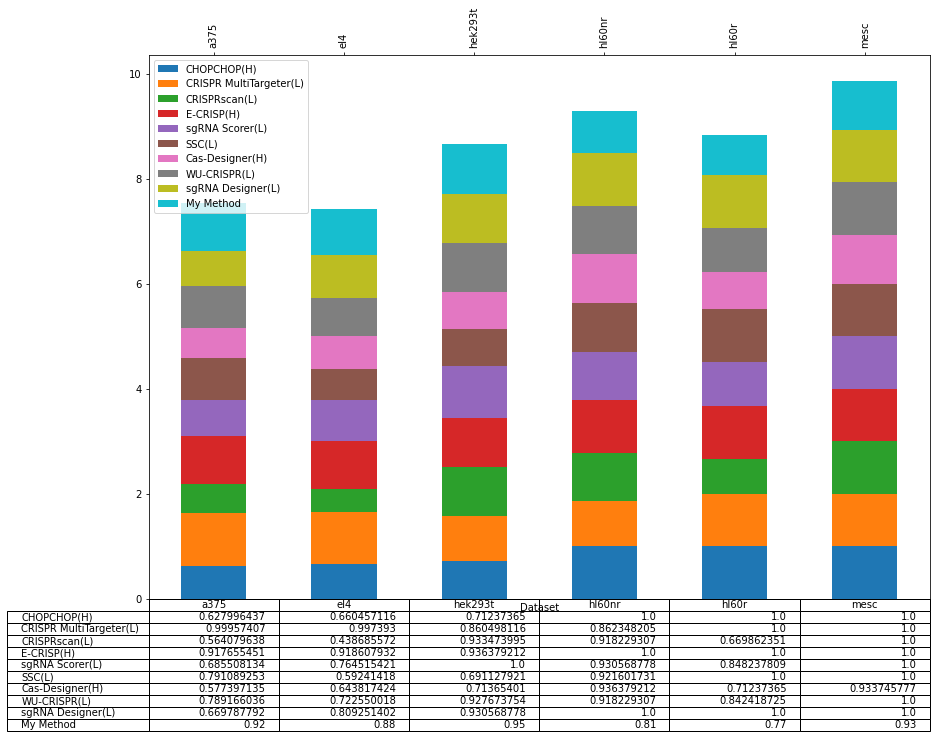 a375 el4 hek293t hl60nr hl60r mesc
10
8
6
4
2
0
CHOPCHOP(H)
CRISPR MultiTargeter(L)
CRISPRscan(L)
E-CRISP(H)
sgRNA Scorer(L)
SSC(L)
Cas-Designer(H)
WU-CRISPR(L)
sgRNA Designer(L)
My Method
Dataset
a375 el4 hek293t hl60nr hl60r mesc
CHOPCHOP(H) 0.627996437 0.660457116 0.71237365 1.0 1.0 1.0
CRISPR MultiTargeter(L) 0.99957407 0.997393 0.860498116 0.862348205 1.0 1.0
CRISPRscan(L) 0.564079638 0.438685572 0.933473995 0.918229307 0.669862351 1.0
E-CRISP(H) 0.917655451 0.918607932 0.936379212 1.0 1.0 1.0
sgRNA Scorer(L) 0.685508134 0.764515421 1.0 0.930568778 0.848237809 1.0
SSC(L) 0.791089253 0.59241418 0.691127921 0.921601731 1.0 1.0
Cas-Designer(H) 0.577397135 0.643817424 0.71365401 0.936379212 0.71237365 0.933745777
WU-CRISPR(L) 0.789166036 0.722550018 0.927673754 0.918229307 0.842418725 1.0
sgRNA Designer(L) 0.669787792 0.809251402 0.930568778 1.0 1.0 1.0
My Method 0.92 0.88 0.95 0.81 0.77 0.93